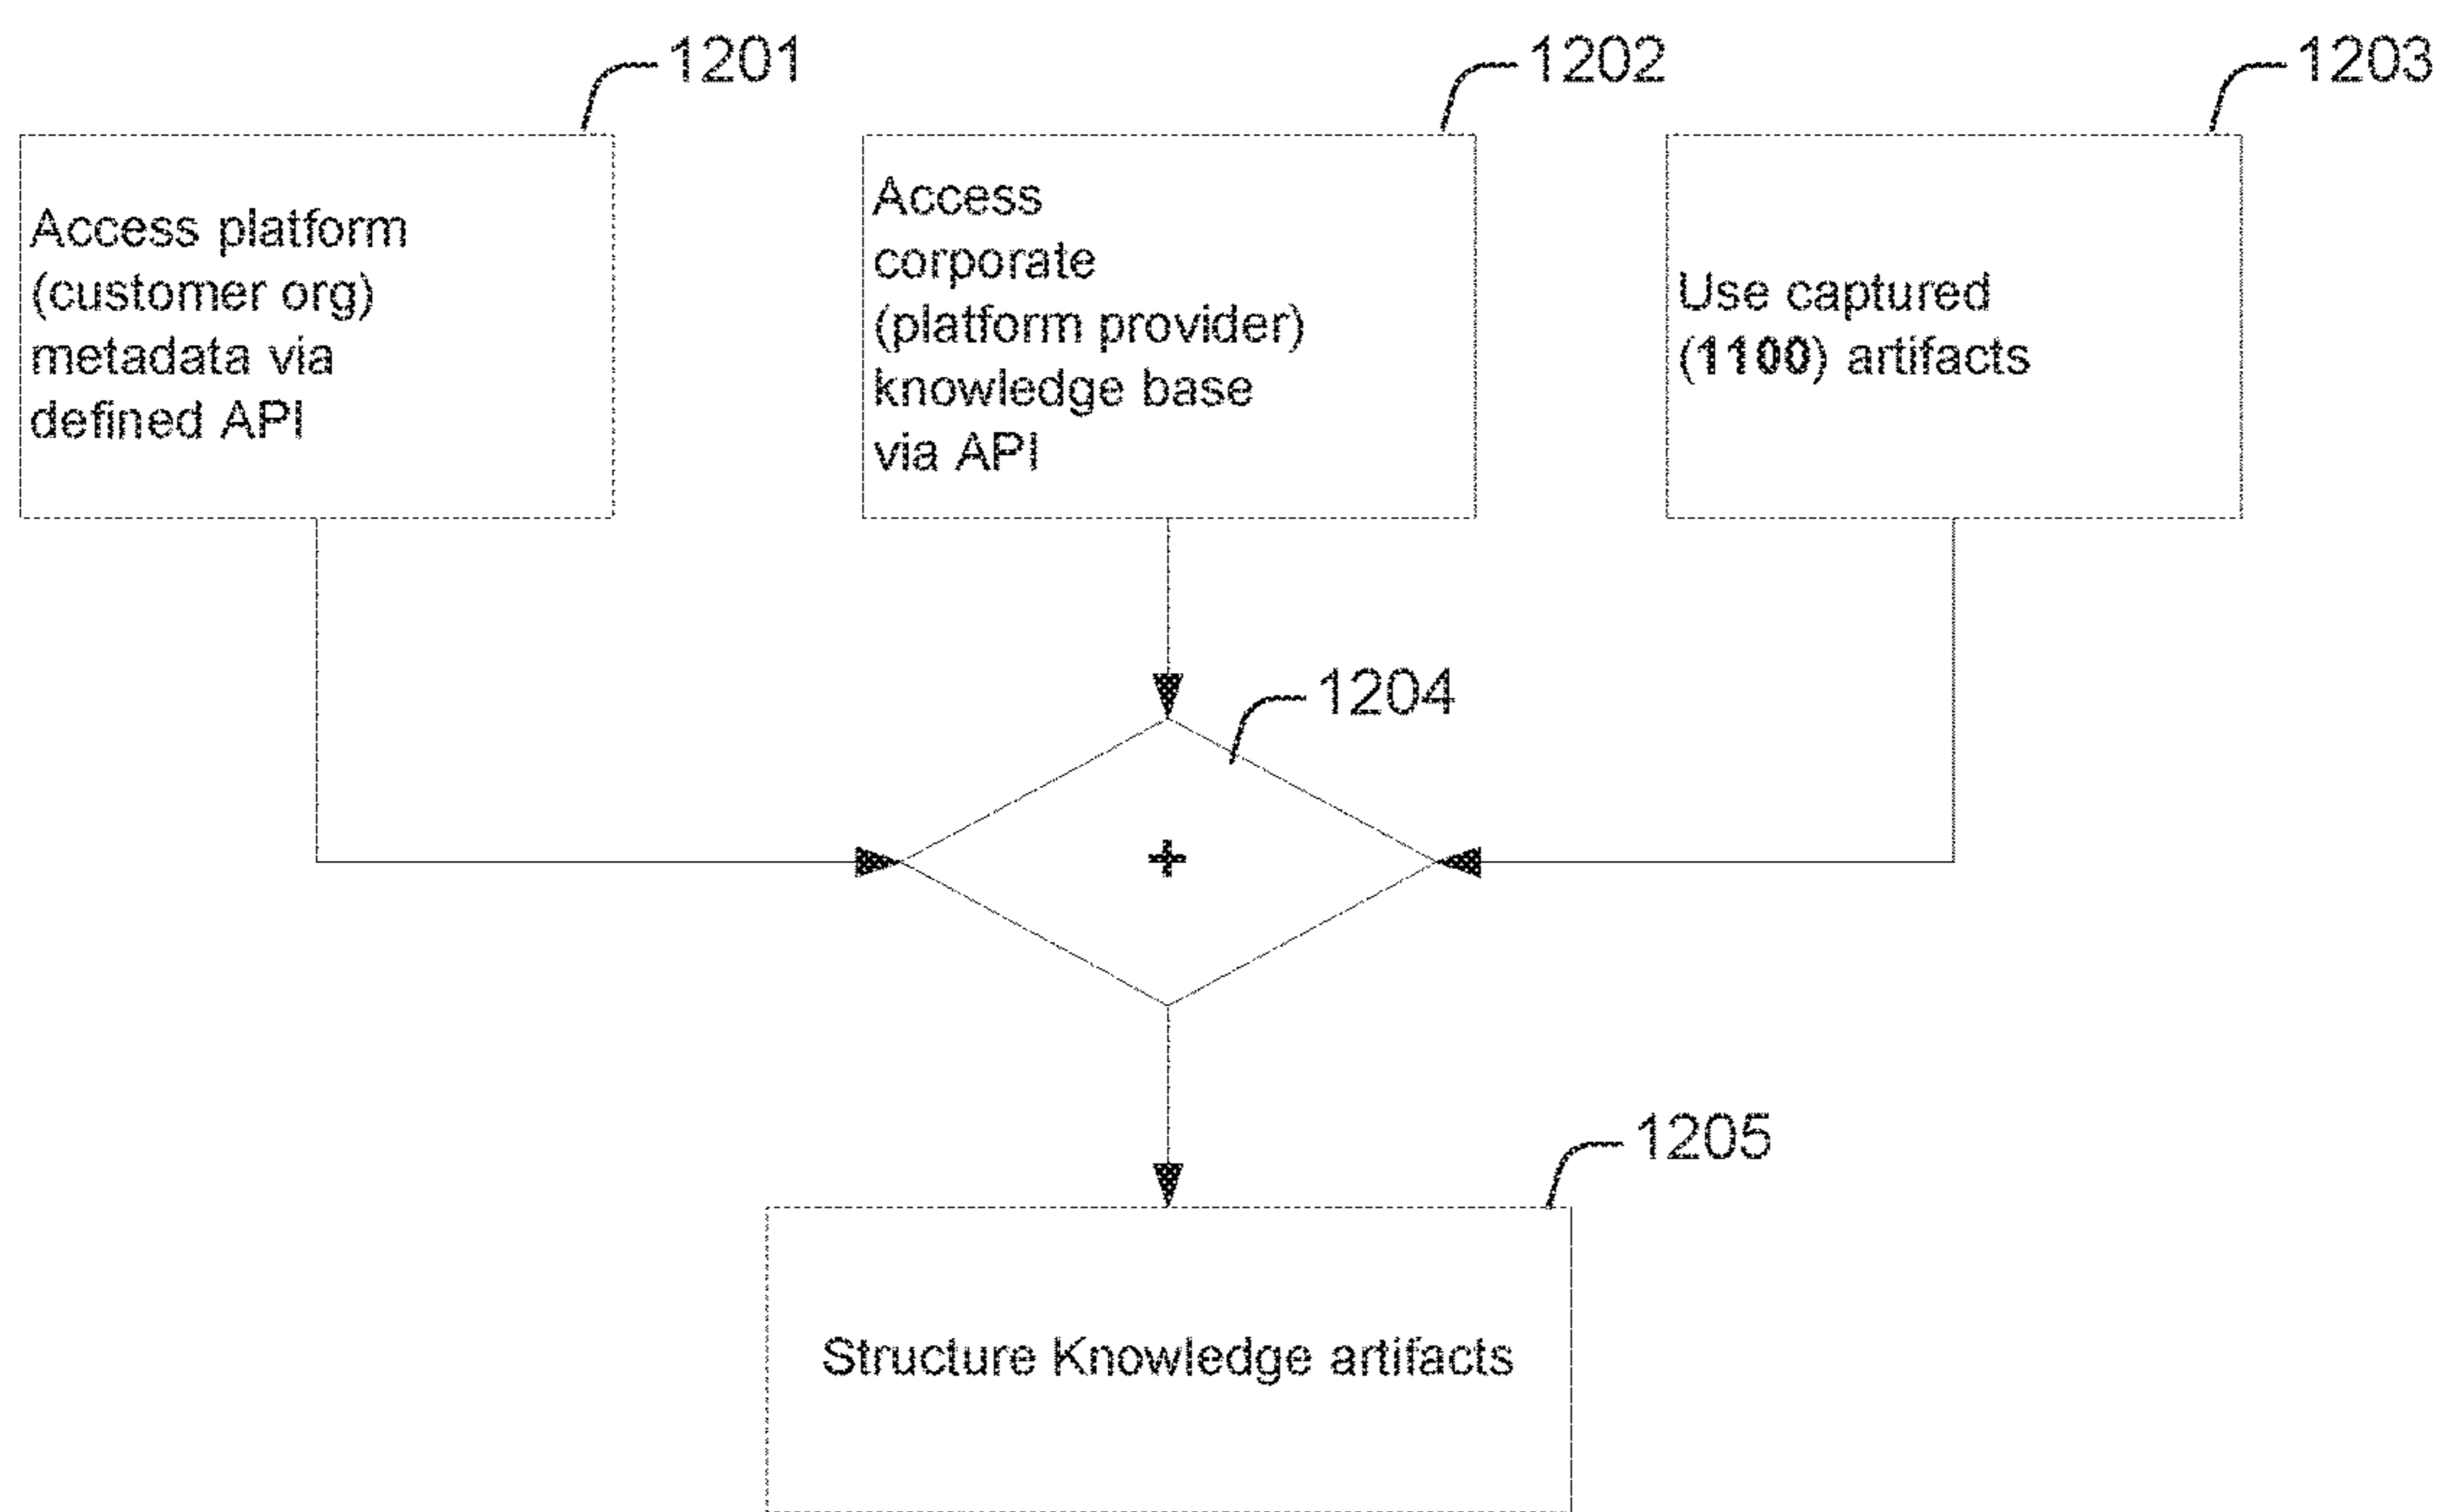 1201
1202
1203
Access platform
(customer org)
metadata via
defined API
Access
corporate
(platform provider)
knowledge base
via API
Use captured
(1100) artifacts
1204
+
1205
Structure Knowledge artifacts